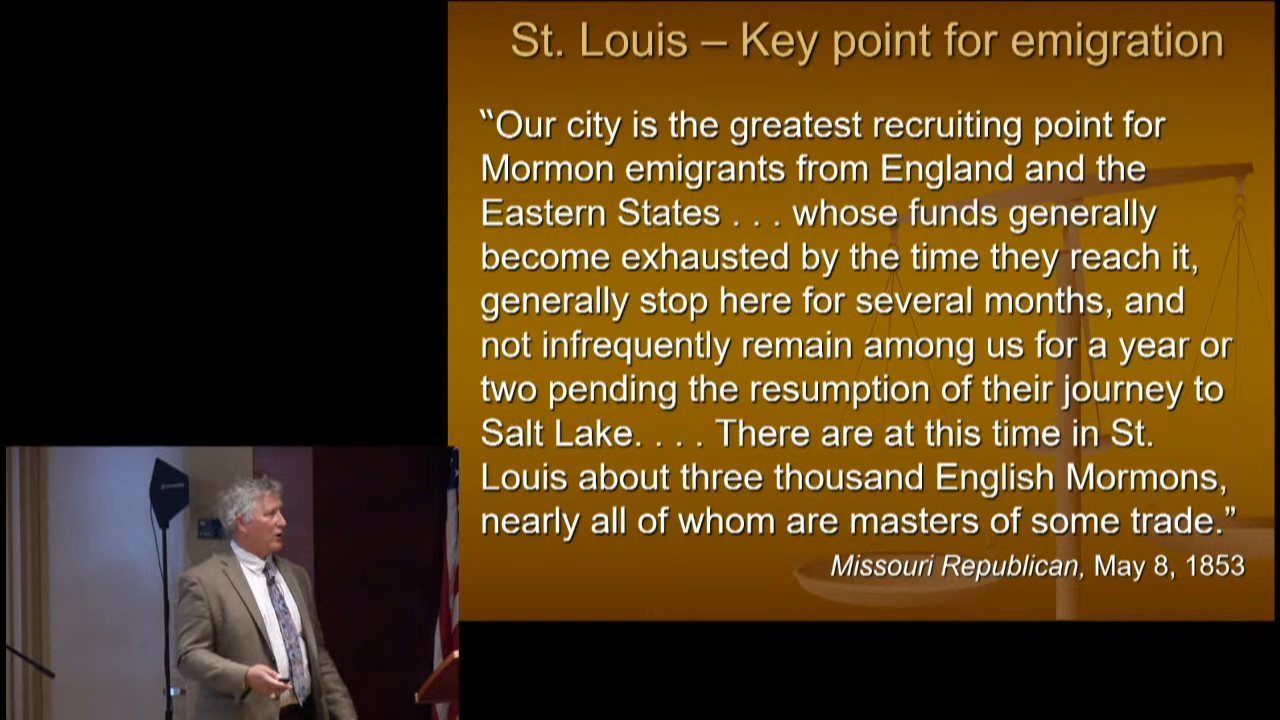 St. Louis – Key point for emigration
“Our city is the greatest recruiting point for
Mormon emigrants from England and the
Eastern States . . . whose funds generally
become exhausted by the time they reach it,
generally stop here for several months, and
not infrequently remain among us for a year or
two pending the resumption of their journey to
Salt Lake. . . . There are at this time in St.
Louis about three thousand English Mormons,
nearly all of whom are masters of some trade.”
Missouri Republican, May 8, 1853